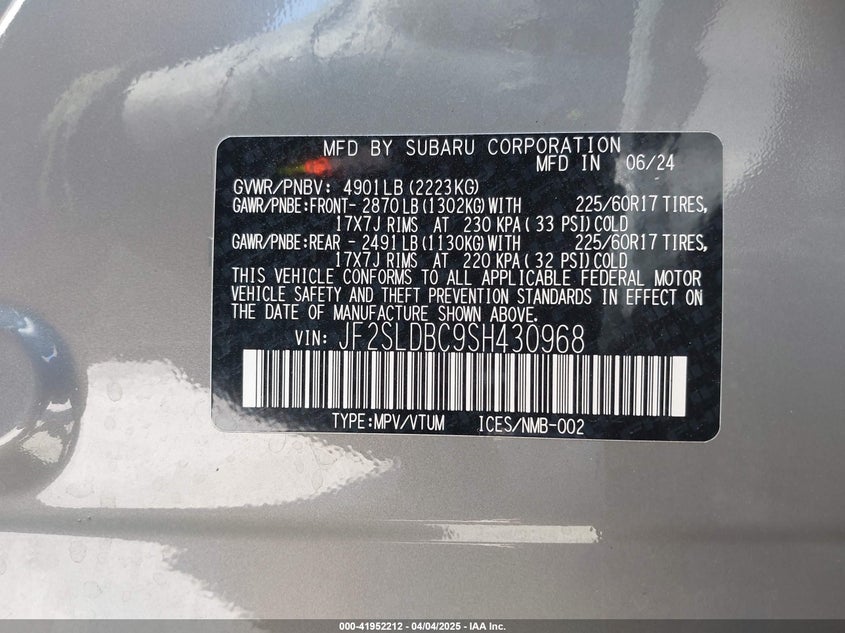 MFD BY SUBARU CORPORATION
MFD IN 06/24
GVWR/PNBV: 4901LB(2223KG)
GAWR/PNBE:FRONT- 2870LB(1302KG)WITH 225/60R17 TIRES,
17X7J RIMS AT 230 KPA( 33 PSI)COLD
GAWR/PNBE:REAR - 2491LB(1130KG)WITH 225/60R17 TIRES,
17X7J RIMS AT 220 KPA( 32 PSI)COLD
THIS VEHICLE CONFORMS TO ALL APPLICABLE FEDERAL MOTOR
VEHICLE SAFETY AND THEFT PREVENTION STANDARDS IN EFFECT ON
THE DATE OF MANUFACTURE SHOWN ABOVE.
VIN: JF2SLDBC9SH430968
TYPE:MPV/VTUM ICES/NMB-002
000-41952212 - 04/04/2025 - IAA Inc.